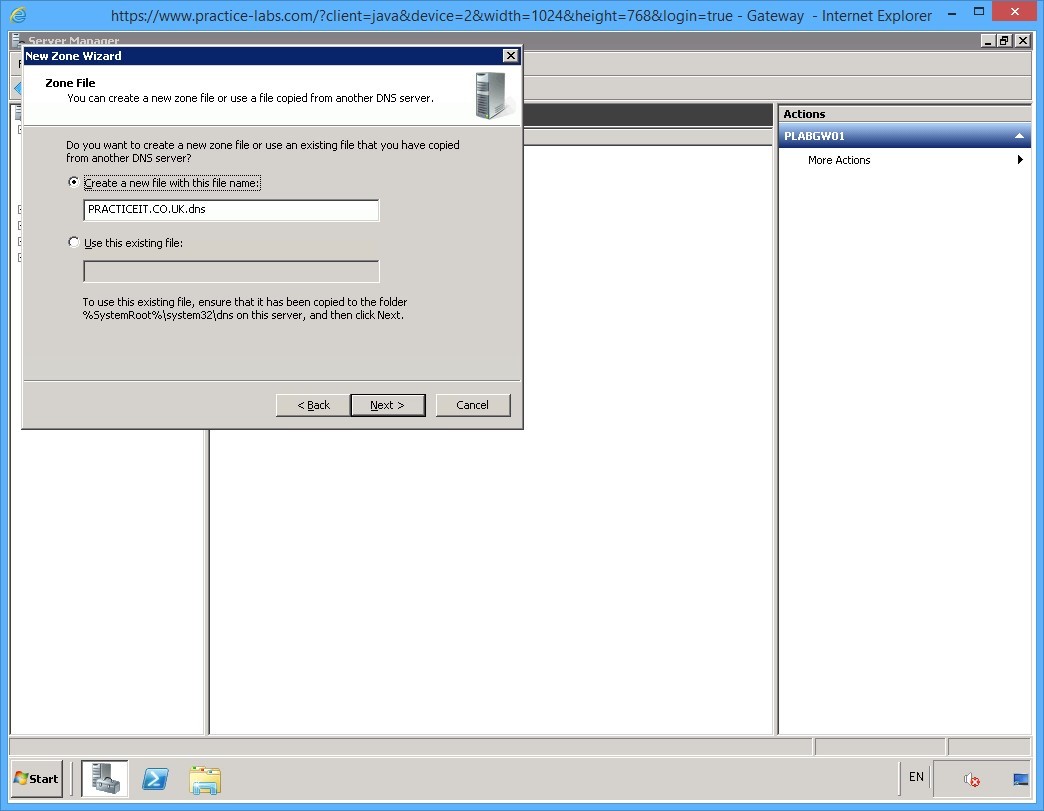 https://www.practice-labs.com/?client=java&device=2&width=1024&height=768&login=true - Gateway - Internet Explorer
Server Manager
New Zone Wizard
Zone File
You can create a new zone file or use a file copied from another DNS server.
Do you want to create a new zone file or use an existing file that you have copied
from another DNS server?
Create a new file with this file name:
PRACTICEIT.CO.UK.dns
Use this existing file:
To use this existing file, ensure that it has been copied to the folder
%SystemRoot%\system32\dns on this server, and then click Next.
< Back
Next >
Cancel
Actions
PLABGW01
More Actions
Start
EN